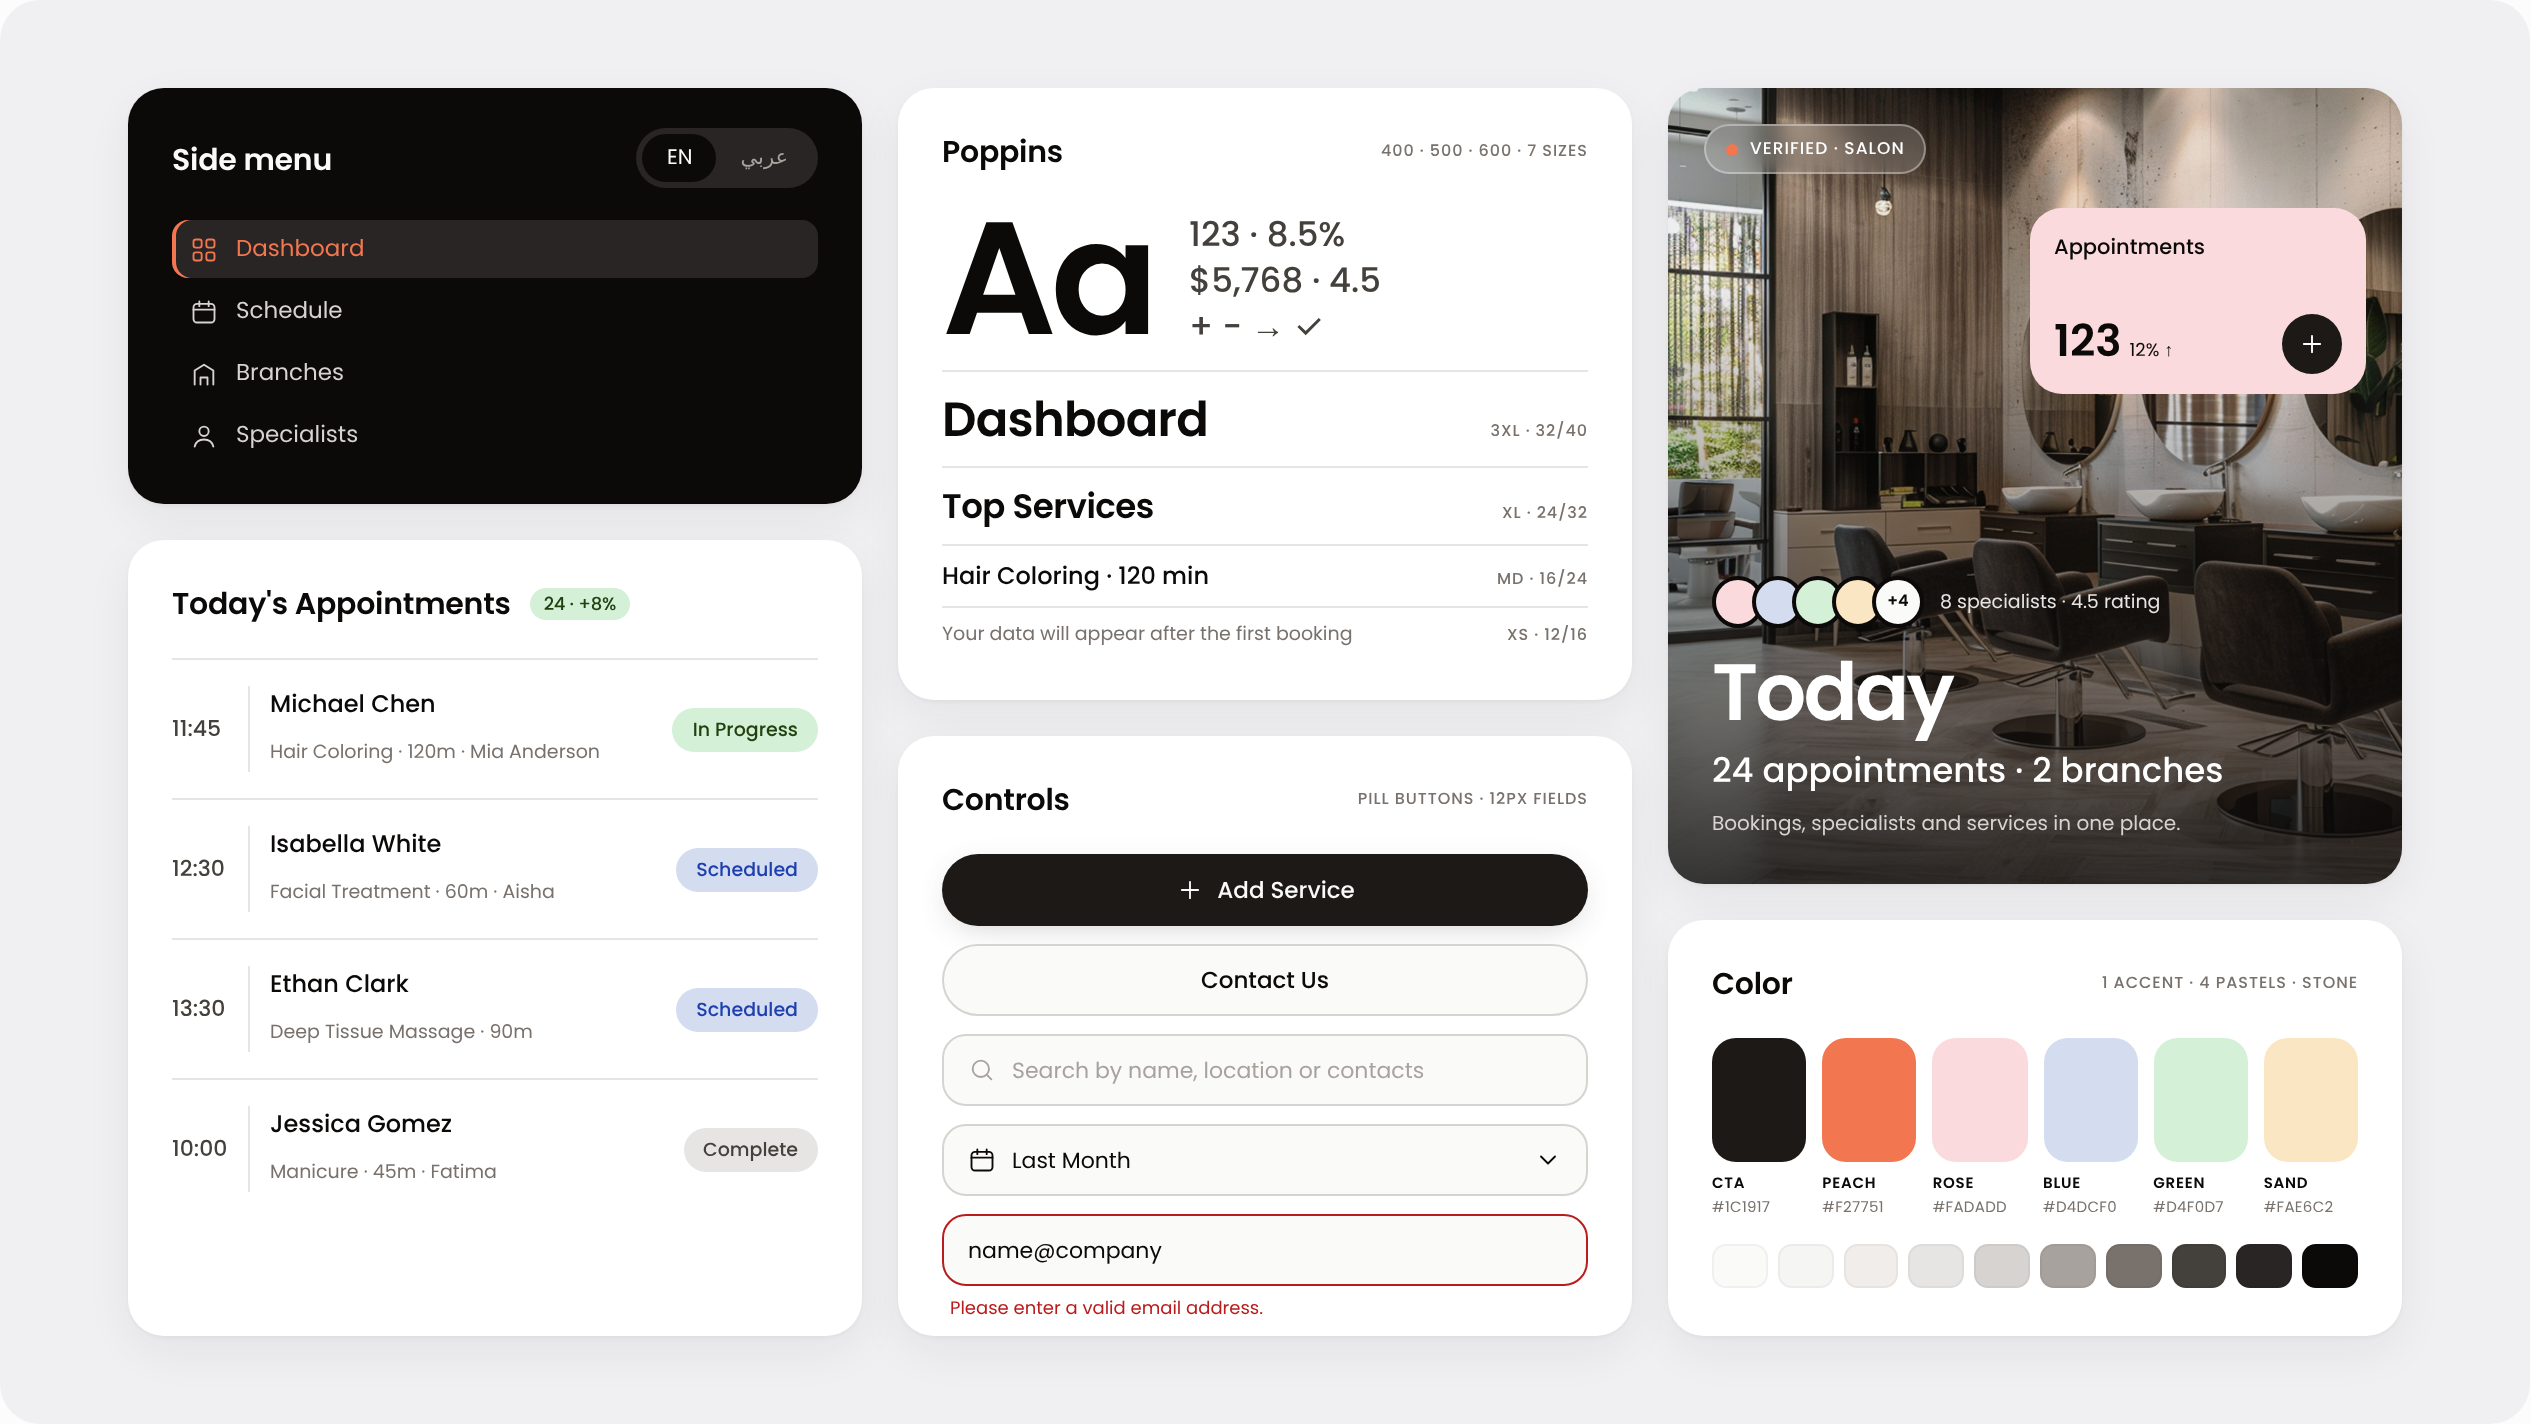 Side menu
EN عربي
Dashboard
Schedule
Branches
Specialists
Today's Appointments 24 · +8%
11:45 Michael Chen In Progress
Hair Coloring · 120m · Mia Anderson
12:30 Isabella White Scheduled
Facial Treatment · 60m · Aisha
13:30 Ethan Clark Scheduled
Deep Tissue Massage · 90m
10:00 Jessica Gomez Complete
Manicure · 45m · Fatima
Poppins 400 · 500 · 600 · 7 SIZES
Aa
123 · 8.5%
$5,768 · 4.5
+ − → ✓
Dashboard 3XL · 32/40
Top Services XL · 24/32
Hair Coloring · 120 min MD · 16/24
Your data will appear after the first booking XS · 12/16
Controls PILL BUTTONS · 12PX FIELDS
+ Add Service
Contact Us
Search by name, location or contacts
Last Month
name@company
Please enter a valid email address.
VERIFIED · SALON
Appointments
123 12% ↑
+
+4 8 specialists · 4.5 rating
Today
24 appointments · 2 branches
Bookings, specialists and services in one place.
Color 1 ACCENT · 4 PASTELS · STONE
CTA PEACH ROSE BLUE GREEN SAND
#1C1917 #F27751 #FADADD #D4DCF0 #D4F0D7 #FAE6C2